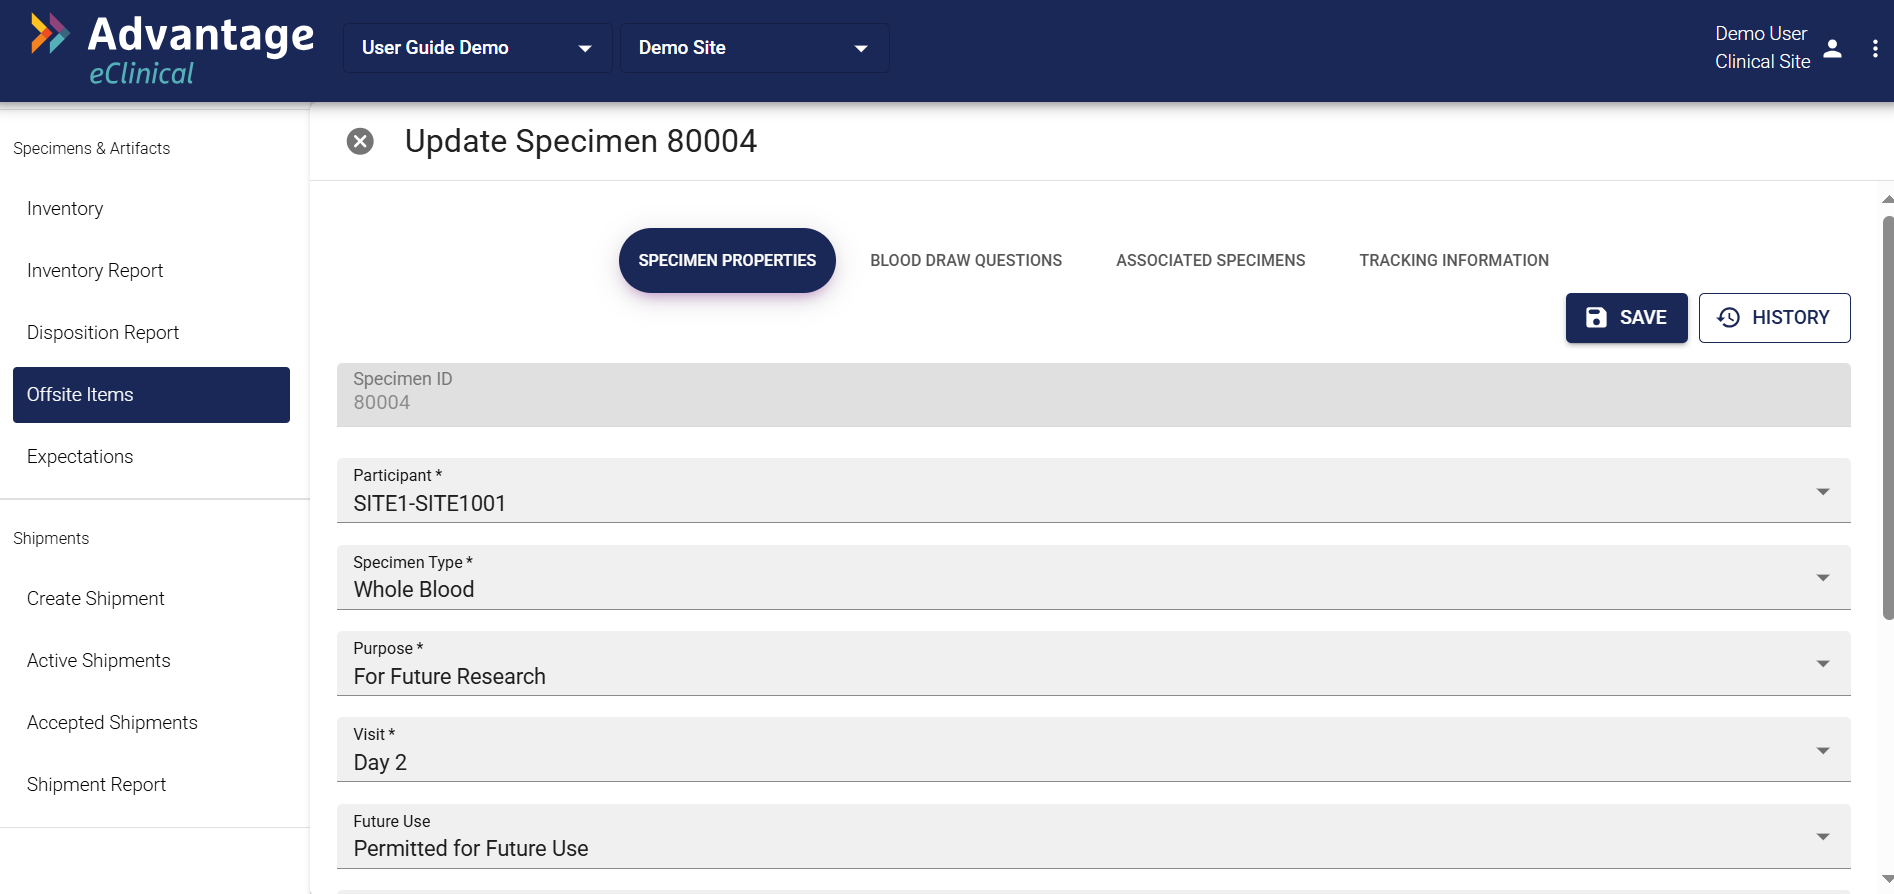 Advantage
eClinical
User Guide Demo
Demo Site
Demo User
Clinical Site
Specimens & Artifacts
Inventory
Inventory Report
Disposition Report
Offsite Items
Expectations
Shipments
Create Shipment
Active Shipments
Accepted Shipments
Shipment Report
Update Specimen 80004
SPECIMEN PROPERTIES
BLOOD DRAW QUESTIONS
ASSOCIATED SPECIMENS
TRACKING INFORMATION
SAVE
HISTORY
Specimen ID
80004
Participant *
SITE1-SITE1001
Specimen Type *
Whole Blood
Purpose *
For Future Research
Visit *
Day 2
Future Use
Permitted for Future Use